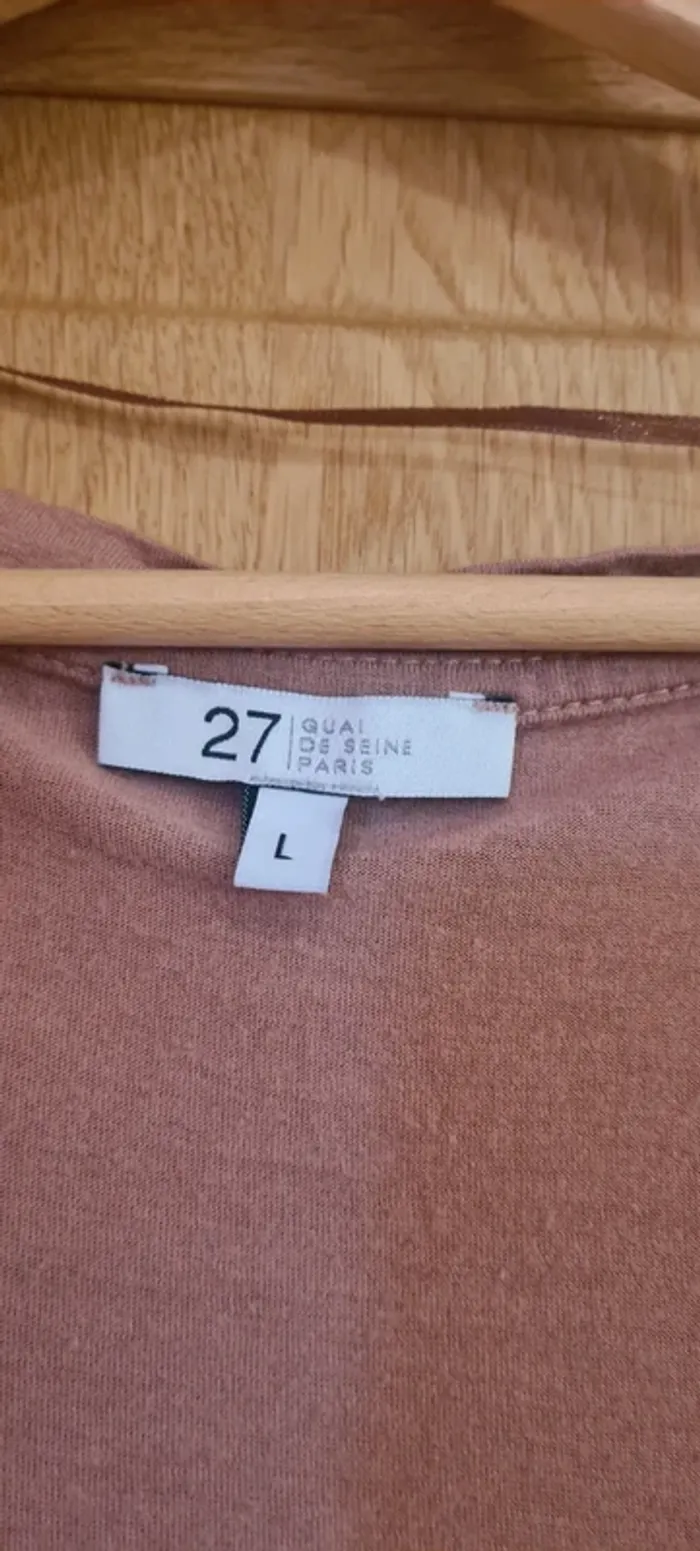 27
QUAI
DE SEINE
PARIS
L